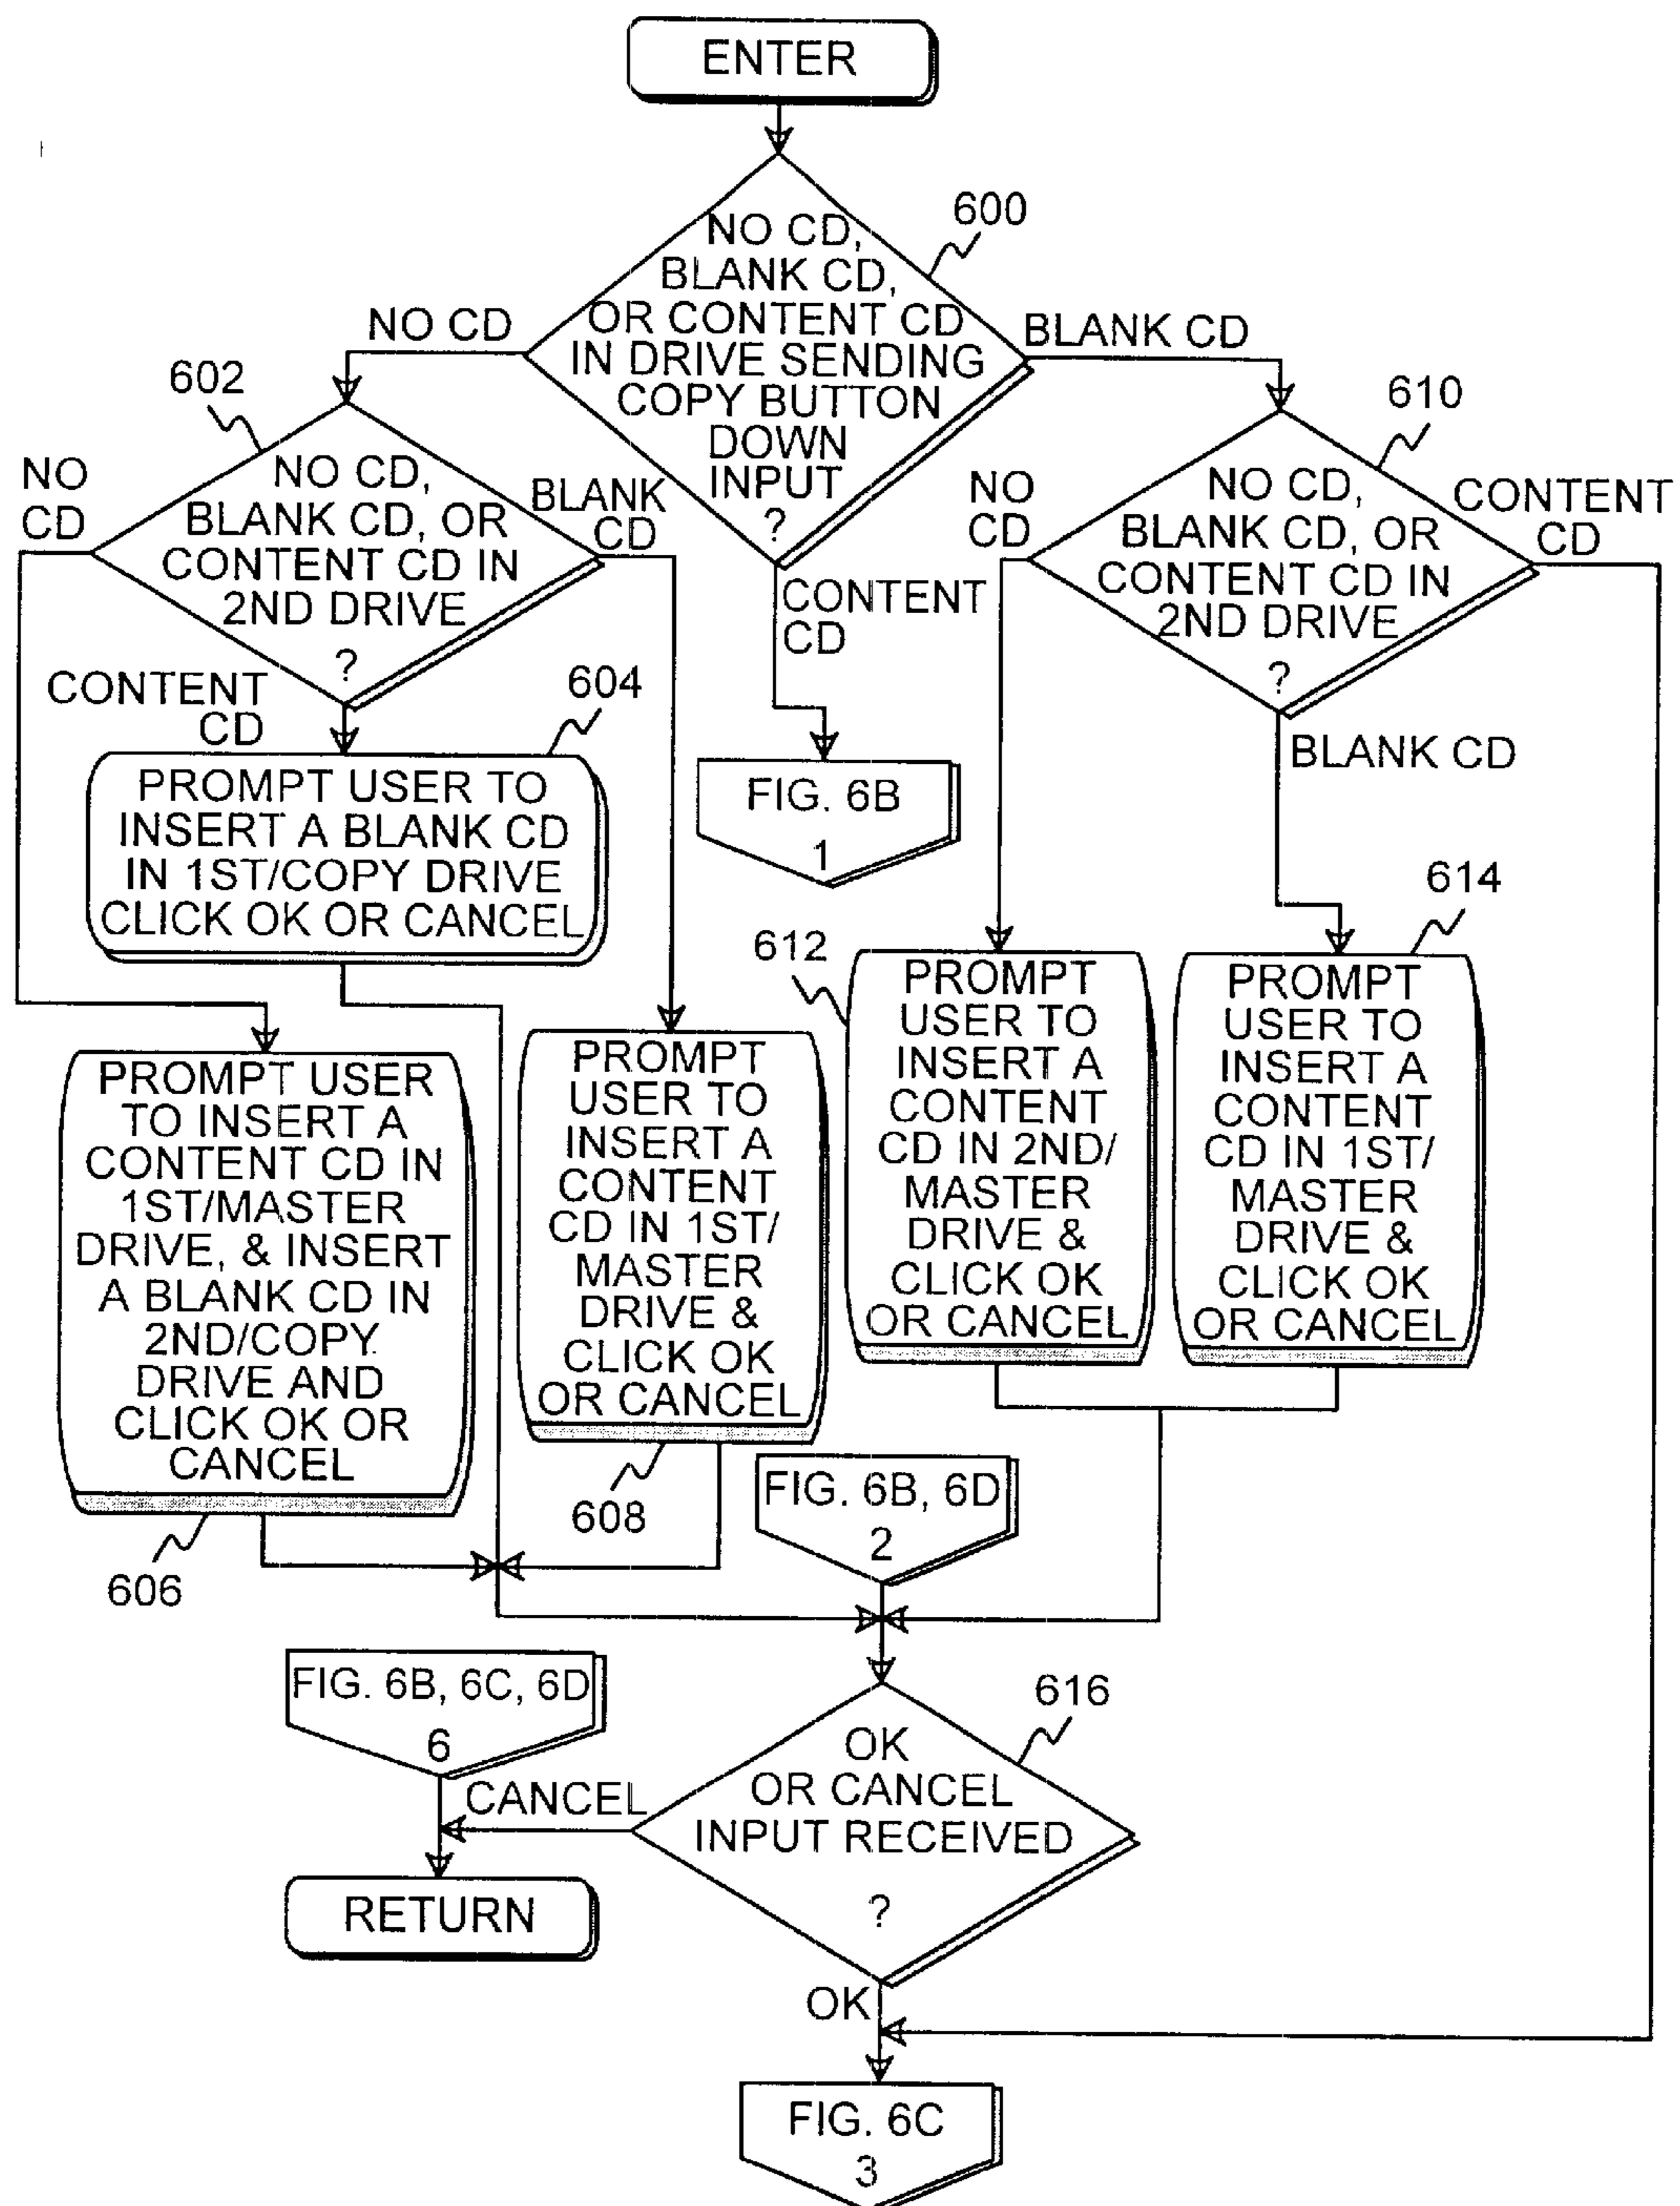 ENTER
600
NO CD,
BLANK CD,
OR CONTENT CD
IN DRIVE SENDING
COPY BUTTON
DOWN
INPUT
?
NO CD
BLANK CD
CONTENT
CD
602
NO CD,
BLANK CD, OR
CONTENT CD IN
2ND DRIVE
?
NO
CD
BLANK
CD
CONTENT
CD
610
NO CD,
BLANK CD, OR
CONTENT CD IN
2ND DRIVE
?
NO
CD
CONTENT
CD
BLANK CD
604
PROMPT USER TO
INSERT A BLANK CD
IN 1ST/COPY DRIVE
CLICK OK OR CANCEL
FIG. 6B
1
606
PROMPT USER
TO INSERT A
CONTENT CD IN
1ST/MASTER
DRIVE, & INSERT
A BLANK CD IN
2ND/COPY
DRIVE AND
CLICK OK OR
CANCEL
608
PROMPT
USER TO
INSERT A
CONTENT
CD IN 1ST/
MASTER
DRIVE &
CLICK OK
OR CANCEL
612
PROMPT
USER TO
INSERT A
CONTENT
CD IN 2ND/
MASTER
DRIVE &
CLICK OK
OR CANCEL
614
PROMPT
USER TO
INSERT A
CONTENT
CD IN 1ST/
MASTER
DRIVE &
CLICK OK
OR CANCEL
FIG. 6B, 6D
2
FIG. 6B, 6C, 6D
6
616
OK
OR CANCEL
INPUT RECEIVED
?
CANCEL
RETURN
OK
FIG. 6C
3